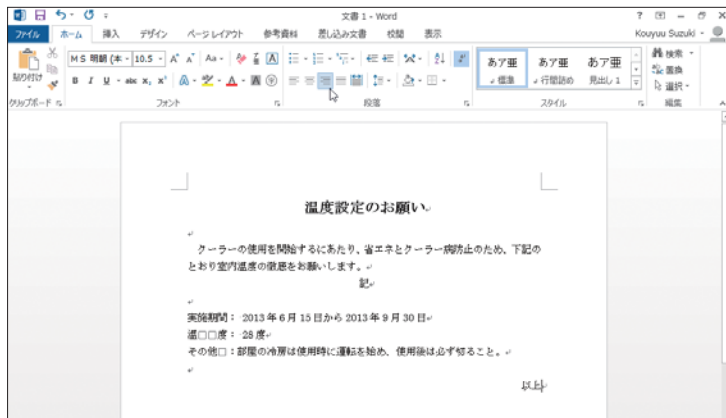 文書 1 - Word
ファイル ホーム 挿入 デザイン ページ レイアウト 参考資料 差し込み文書 校閲 表示 Kouyuu Suzuki
ＭＳ 明朝 (本 10.5 A A Aa 検索
貼り付け B I U abc x₂ x² A A あア亜 あア亜 あア亜 置換
標準 行間詰め 見出し 1 選択
クリップボード フォント 段落 スタイル 編集
温度設定のお願い
クーラーの使用を開始するにあたり、省エネとクーラー病防止のため、下記の
とおり室内温度の徹底をお願いします。
記
実施期間： 2013 年 6 月 15 日から 2013 年 9 月 30 日
温□□度： 28 度
その他□：部屋の冷房は使用時に運転を始め、使用後は必ず切ること。
以上